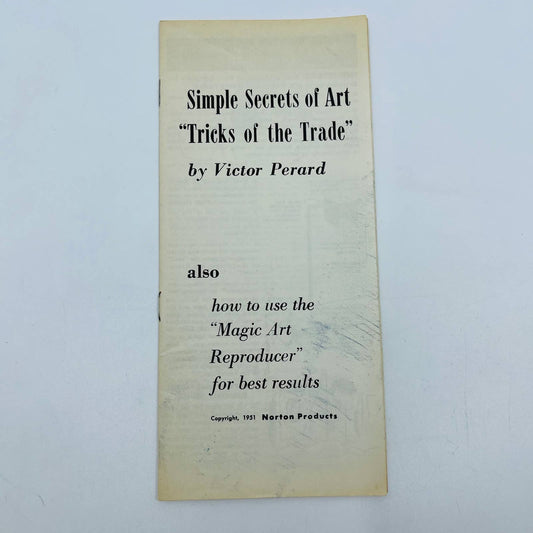 Simple Secrets of Art
“Tricks of the Trade”
by Victor Perard
also
how to use the
“Magic Art
Reproducer”
for best results
Copyright, 1951 Norton Products